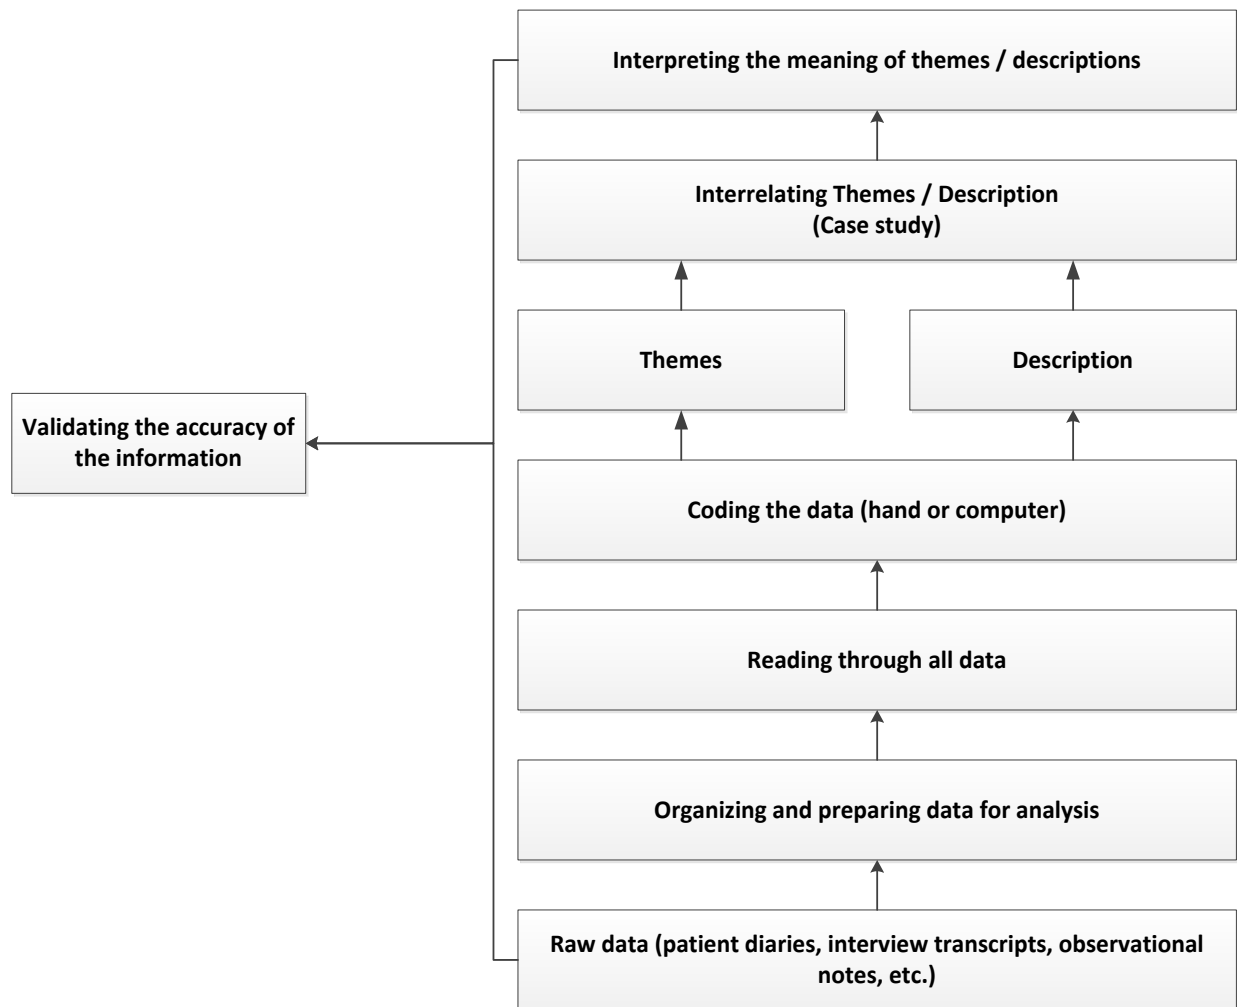 Interpreting the meaning of themes / descriptions
Interrelating Themes / Description
(Case study)
Themes
Description
Validating the accuracy of
the information
Coding the data (hand or computer)
Reading through all data
Organizing and preparing data for analysis
Raw data (patient diaries, interview transcripts, observational
notes, etc.)